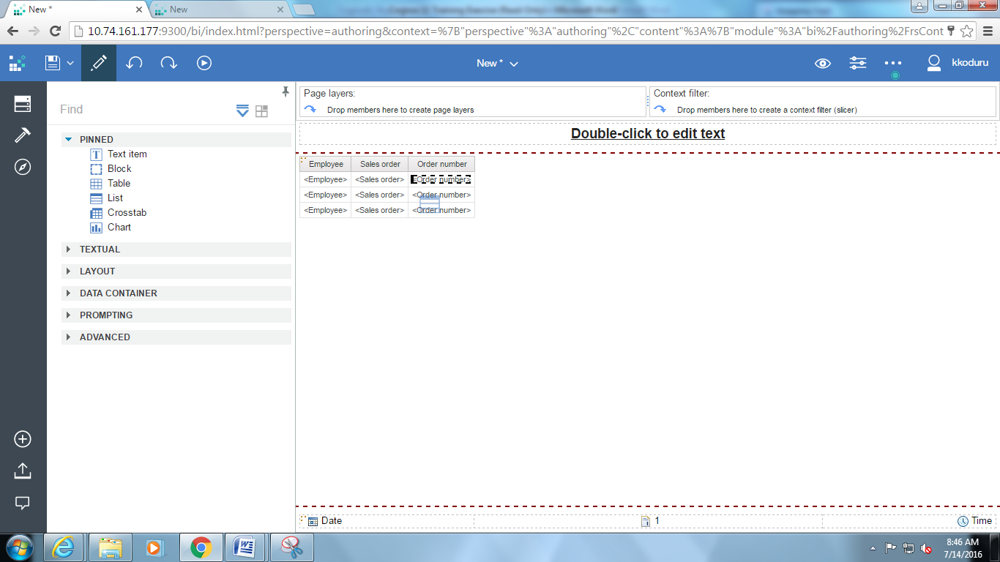 New *
New
10.74.161.177:9300/bi/index.html?perspective=authoring&context=%7B"perspective"%3A"authoring"%2C"content"%3A%7B"module"%3A"bi%2Fauthoring%2FrsCont
New *
kkoduru
Find
PINNED
Text item
Block
Table
List
Crosstab
Chart
TEXTUAL
LAYOUT
DATA CONTAINER
PROMPTING
ADVANCED
Page layers:
Drop members here to create page layers
Context filter:
Drop members here to create a context filter (slicer)
Double-click to edit text
Employee Sales order Order number
<Employee> <Sales order> <Order number>
<Employee> <Sales order> <Order number>
<Employee> <Sales order> <Order number>
Date 1 Time
8:46 AM
7/14/2016